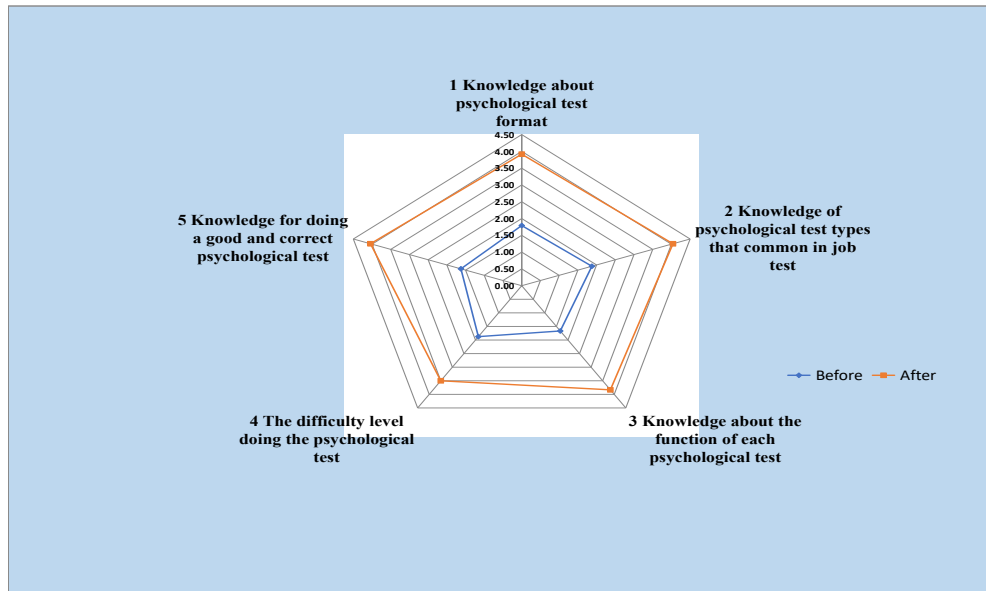 1 Knowledge about
psychological test
format
4.50
4.00
3.50
3.00
2.50
2.00
1.50
1.00
0.50
0.00
2 Knowledge of
psychological test types
that common in job
test
5 Knowledge for doing
a good and correct
psychological test
Before
After
4 The difficulty level
doing the psychological
test
3 Knowledge about the
function of each
psychological test